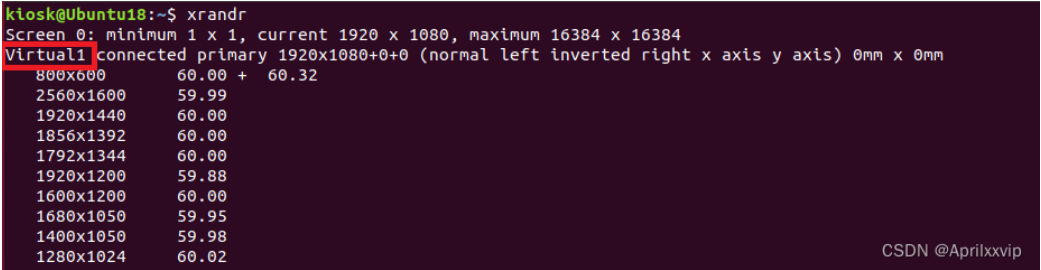 kiosk@Ubuntu18:~$ xrandr
Screen 0: minimum 1 x 1, current 1920 x 1080, maximum 16384 x 16384
Virtual1 connected primary 1920x1080+0+0 (normal left inverted right x axis y axis) 0mm x 0mm
   800x600       60.00 +  60.32
   2560x1600     59.99
   1920x1440     60.00
   1856x1392     60.00
   1792x1344     60.00
   1920x1200     59.88
   1600x1200     60.00
   1680x1050     59.95
   1400x1050     59.98
   1280x1024     60.02
CSDN @Aprilxxvip